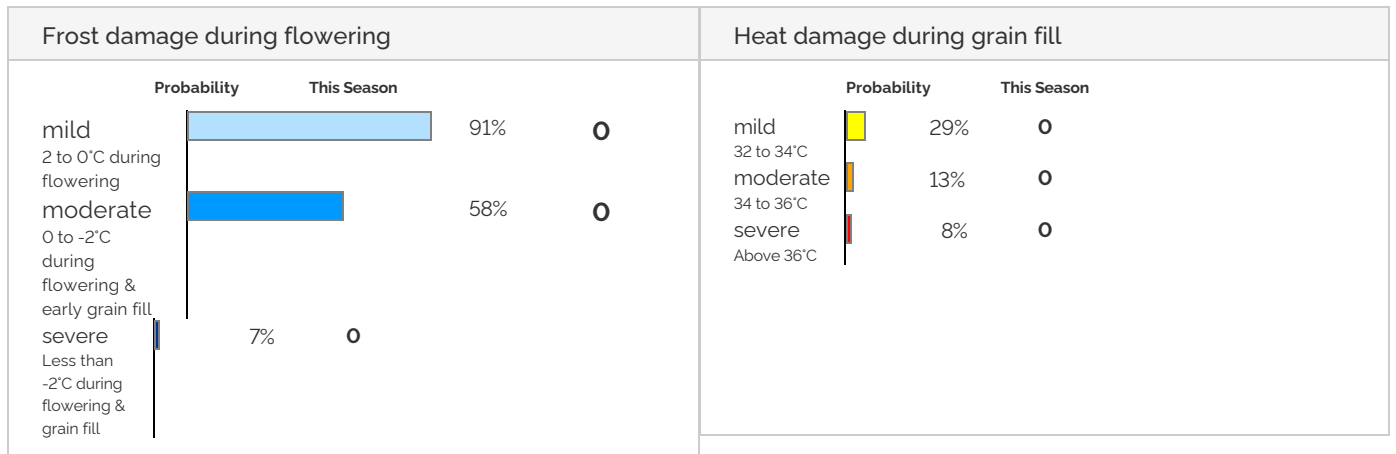 Frost damage during flowering
Probability This Season
mild 91% 0
2 to 0°C during
flowering
moderate 58% 0
0 to -2°C
during
flowering &
early grain fill
severe 7% 0
Less than
-2°C during
flowering &
grain fill
Heat damage during grain fill
Probability This Season
mild 29% 0
32 to 34°C
moderate 13% 0
34 to 36°C
severe 8% 0
Above 36°C